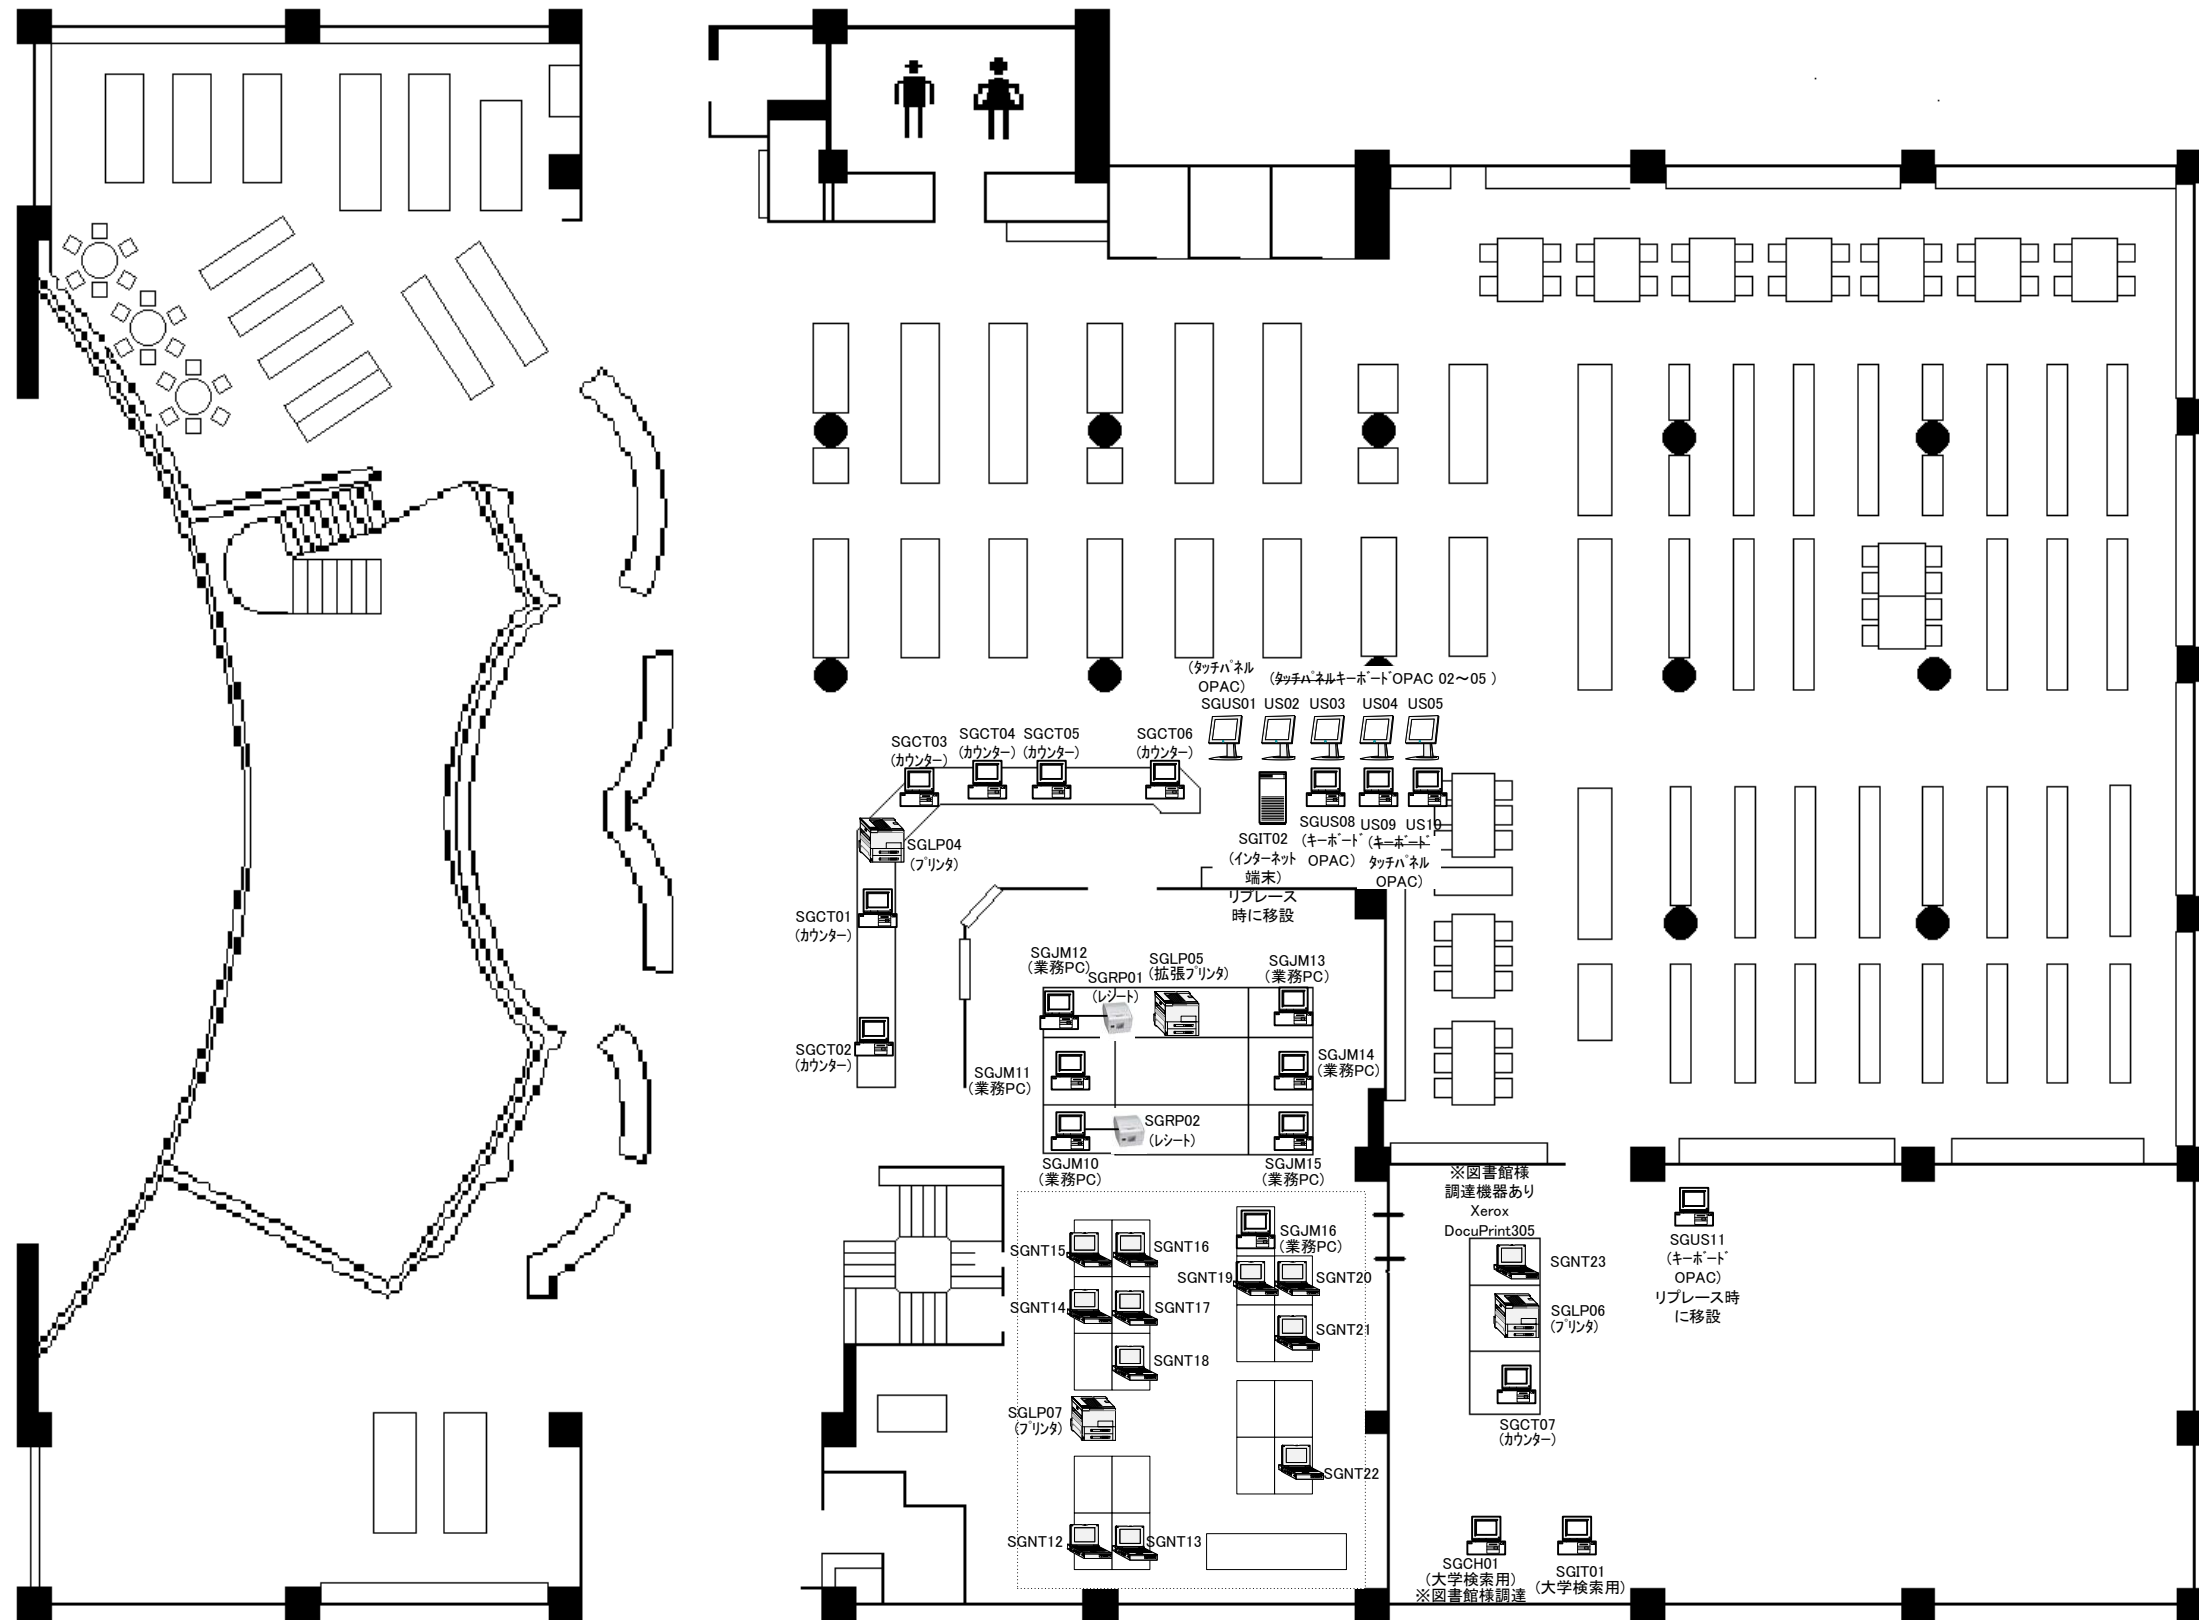 (タッチパネル
OPAC)
(タッチパネルキーボードOPAC 02～05 )
SGUS01
US02
US03
US04
US05
SGCT03
(カウンター)
SGCT04
(カウンター)
SGCT05
(カウンター)
SGCT06
(カウンター)
SGLP04
(プリンタ)
SGIT02
(インターネット
端末)
リプレース
時に移設
SGUS08
(キーボード
OPAC)
US09
US10
(キーボード
タッチパネル
OPAC)
SGCT01
(カウンター)
SGCT02
(カウンター)
SGJM12
(業務PC)
SGRP01
(レシート)
SGLP05
(拡張プリンタ)
SGJM13
(業務PC)
SGJM11
(業務PC)
SGJM14
(業務PC)
SGRP02
(レシート)
SGJM10
(業務PC)
SGJM15
(業務PC)
※図書館様
調達機器あり
Xerox
DocuPrint305
SGNT15
SGNT16
SGJM16
(業務PC)
SGNT23
SGUS11
(キーボード
OPAC)
リプレース時
に移設
SGNT19
SGNT20
SGNT14
SGNT17
SGNT21
SGLP06
(プリンタ)
SGNT18
SGLP07
(プリンタ)
SGCT07
(カウンター)
SGNT22
SGNT12
SGNT13
SGCH01
(大学検索用)
※図書館様調達
SGIT01
(大学検索用)